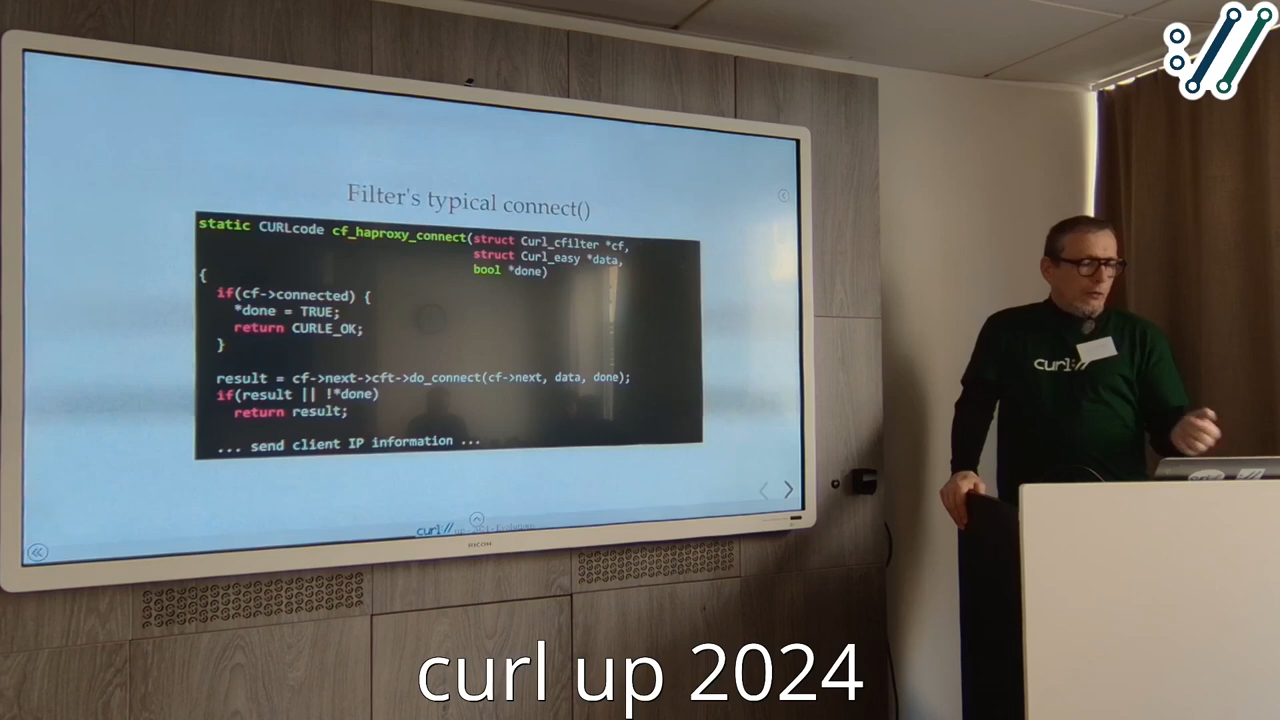 Filter's typical connect()
static CURLcode cf_haproxy_connect(struct Curl_cfilter *cf,
struct Curl_easy *data,
bool *done)
{
if(cf->connected) {
*done = TRUE;
return CURLE_OK;
}
result = cf->next->cft->do_connect(cf->next, data, done);
if(result || !*done)
return result;
... send client IP information ...
curl://
RICOH
curl://
curl up 2024